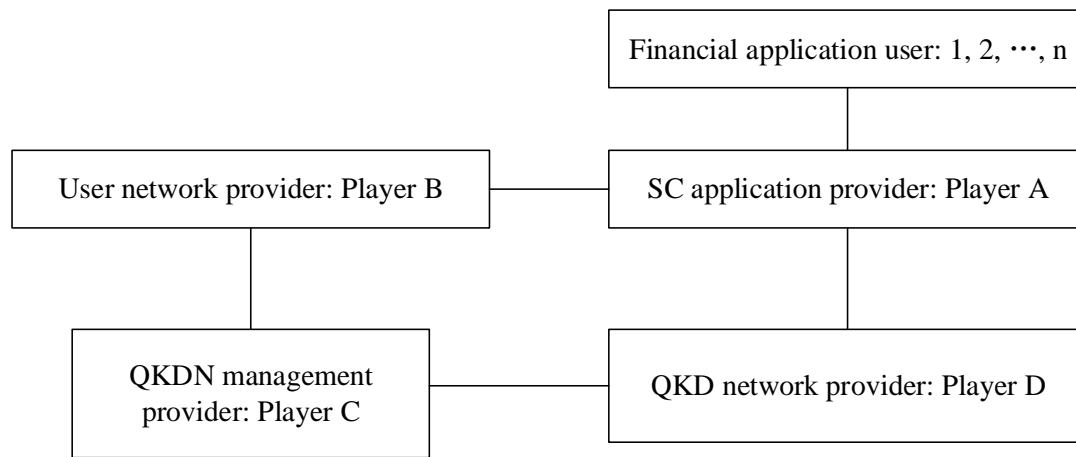 Financial application user: 1, 2, ⋯, n
User network provider: Player B
SC application provider: Player A
QKDN management
provider: Player C
QKD network provider: Player D